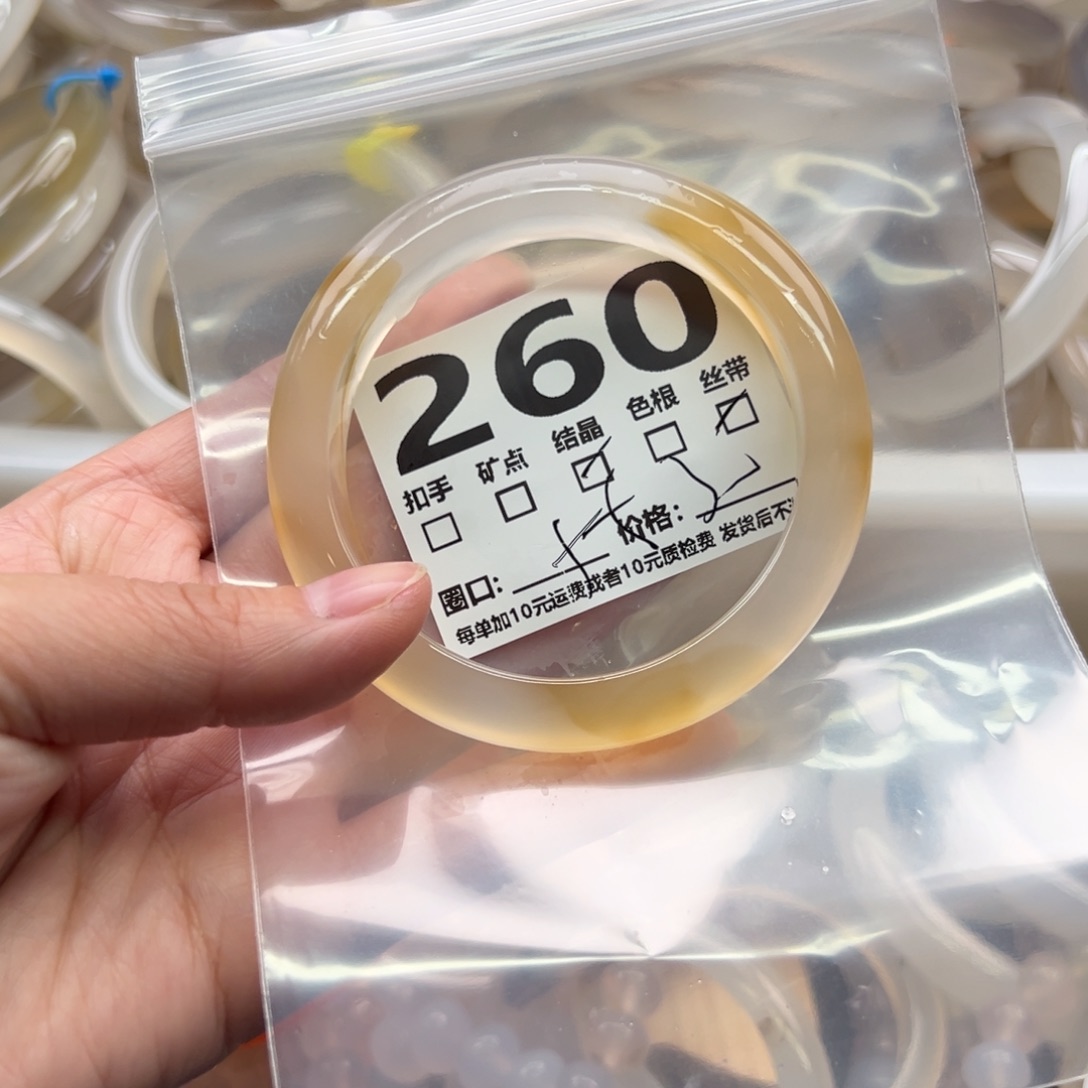 260
扣手 矿点 结晶 色根 丝带
圈口: 价格:
每单加10元运费或者10元质检费 发货后不